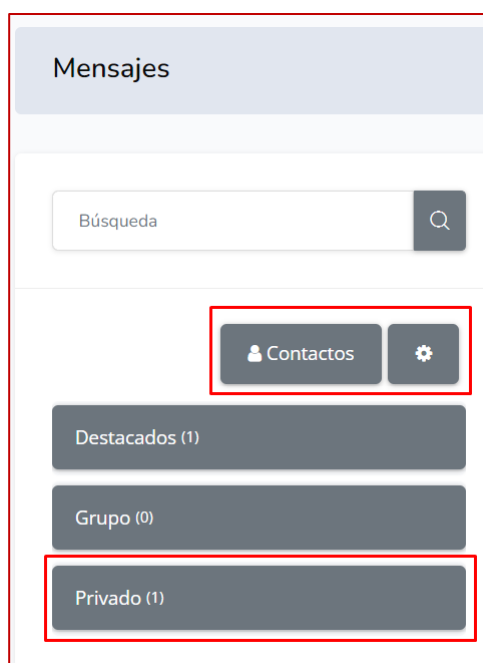 Mensajes
Búsqueda
Contactos
Destacados (1)
Grupo (0)
Privado (1)